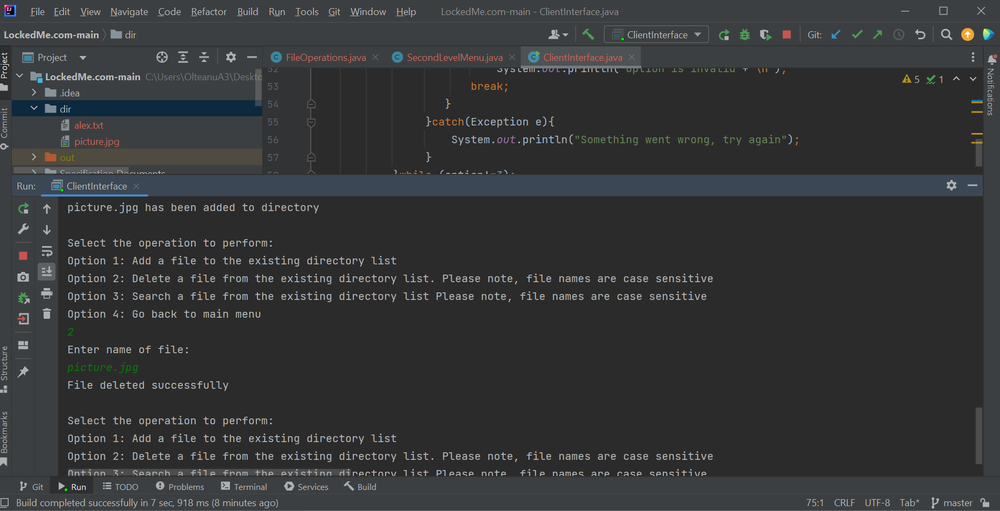 File Edit View Navigate Code Refactor Build Run Tools Git Window Help LockedMe.com-main - ClientInterface.java
LockedMe.com-main dir ClientInterface Git:
Project
FileOperations.java SecondLevelMenu.java ClientInterface.java
LockedMe.com-main C:\Users\OlteanuA3\Deskto
.idea
dir
alex.txt
picture.jpg
out
Specification Documents
52 System.out.println("Option is invalid"+ "\n");
53 break;
54 }
55 }catch(Exception e){
56 System.out.println("Something went wrong, try again");
57 }
58 }while (option!=3);
5 1
Project
Commit
Structure
Bookmarks
Notifications
Run: ClientInterface
picture.jpg has been added to directory
Select the operation to perform:
Option 1: Add a file to the existing directory list
Option 2: Delete a file from the existing directory list. Please note, file names are case sensitive
Option 3: Search a file from the existing directory list Please note, file names are case sensitive
Option 4: Go back to main menu
2
Enter name of file:
picture.jpg
File deleted successfully
Select the operation to perform:
Option 1: Add a file to the existing directory list
Option 2: Delete a file from the existing directory list. Please note, file names are case sensitive
Option 3: Search a file from the existing directory list Please note, file names are case sensitive
Git Run TODO Problems Terminal Services Build
Build completed successfully in 7 sec, 918 ms (8 minutes ago) 75:1 CRLF UTF-8 Tab* master